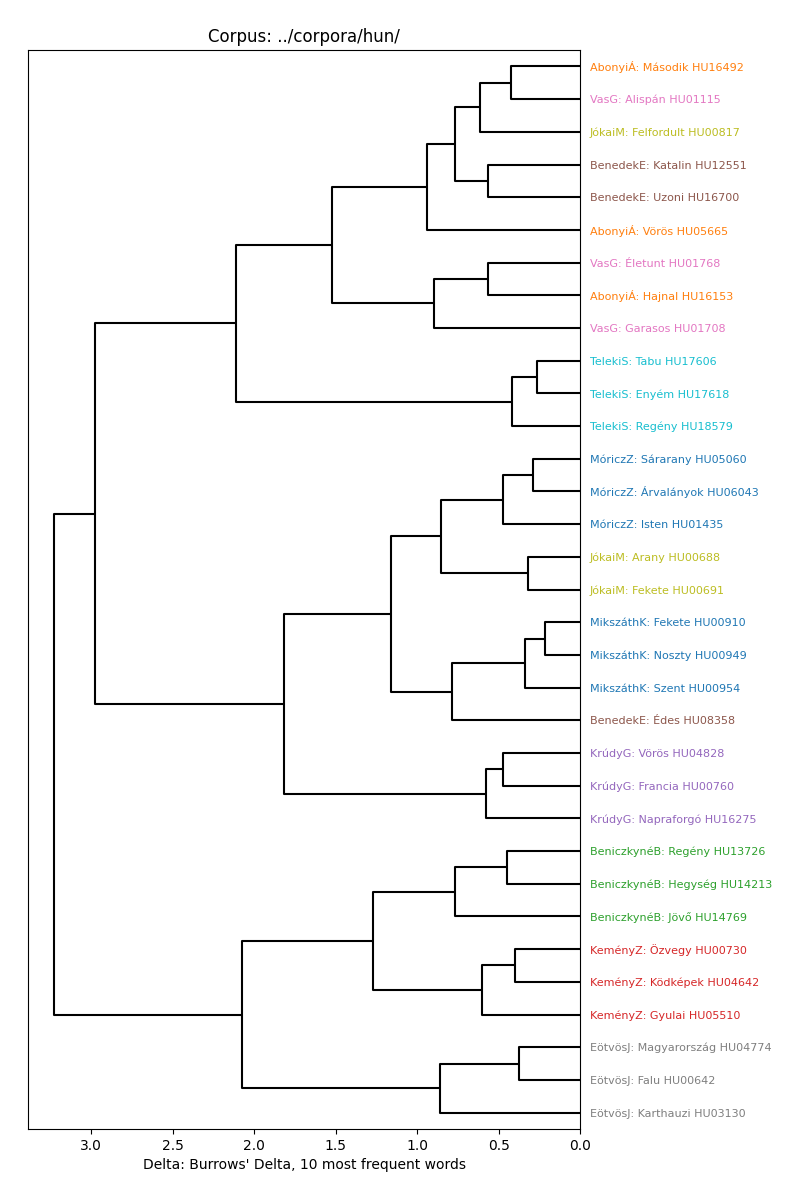 Corpus: ../corpora/hun/
AbonyiÁ: Második HU16492
VasG: Alispán HU01115
JókaiM: Felfordult HU00817
BenedekE: Katalin HU12551
BenedekE: Uzoni HU16700
AbonyiÁ: Vörös HU05665
VasG: Életunt HU01768
AbonyiÁ: Hajnal HU16153
VasG: Garasos HU01708
TelekiS: Tabu HU17606
TelekiS: Enyém HU17618
TelekiS: Regény HU18579
MóriczZ: Sárarany HU05060
MóriczZ: Árvalányok HU06043
MóriczZ: Isten HU01435
JókaiM: Arany HU00688
JókaiM: Fekete HU00691
MikszáthK: Fekete HU00910
MikszáthK: Noszty HU00949
MikszáthK: Szent HU00954
BenedekE: Édes HU08358
KrúdyG: Vörös HU04828
KrúdyG: Francia HU00760
KrúdyG: Napraforgó HU16275
BeniczkynéB: Regény HU13726
BeniczkynéB: Hegység HU14213
BeniczkynéB: Jövő HU14769
KeményZ: Özvegy HU00730
KeményZ: Ködképek HU04642
KeményZ: Gyulai HU05510
EötvösJ: Magyarország HU04774
EötvösJ: Falu HU00642
EötvösJ: Karthauzi HU03130
3.0 2.5 2.0 1.5 1.0 0.5 0.0
Delta: Burrows' Delta, 10 most frequent words